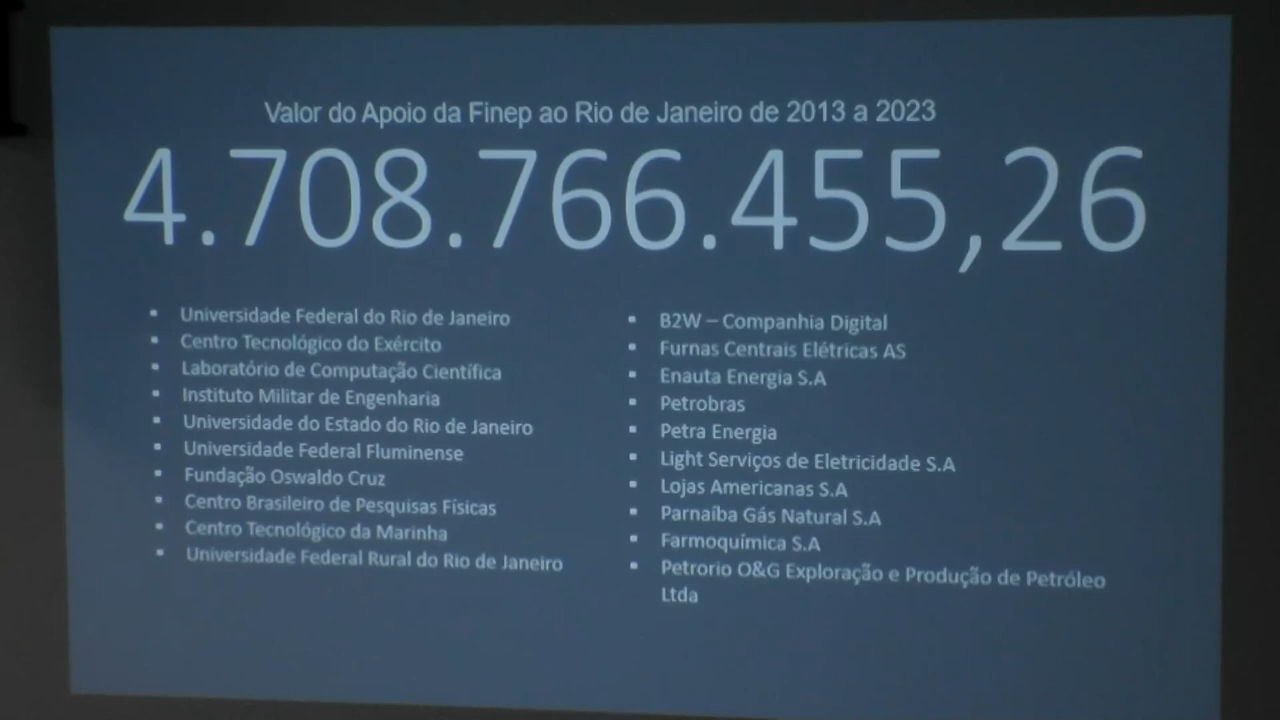 Valor do Apoio da Finep ao Rio de Janeiro de 2013 a 2023
4.708.766.455,26
▪ Universidade Federal do Rio de Janeiro
▪ Centro Tecnológico do Exército
▪ Laboratório de Computação Científica
▪ Instituto Militar de Engenharia
▪ Universidade do Estado do Rio de Janeiro
▪ Universidade Federal Fluminense
▪ Fundação Oswaldo Cruz
▪ Centro Brasileiro de Pesquisas Físicas
▪ Centro Tecnológico da Marinha
▪ Universidade Federal Rural do Rio de Janeiro
▪ B2W – Companhia Digital
▪ Furnas Centrais Elétricas AS
▪ Enauta Energia S.A
▪ Petrobras
▪ Petra Energia
▪ Light Serviços de Eletricidade S.A
▪ Lojas Americanas S.A
▪ Parnaíba Gás Natural S.A
▪ Farmoquímica S.A
▪ Petrorio O&G Exploração e Produção de Petróleo
Ltda